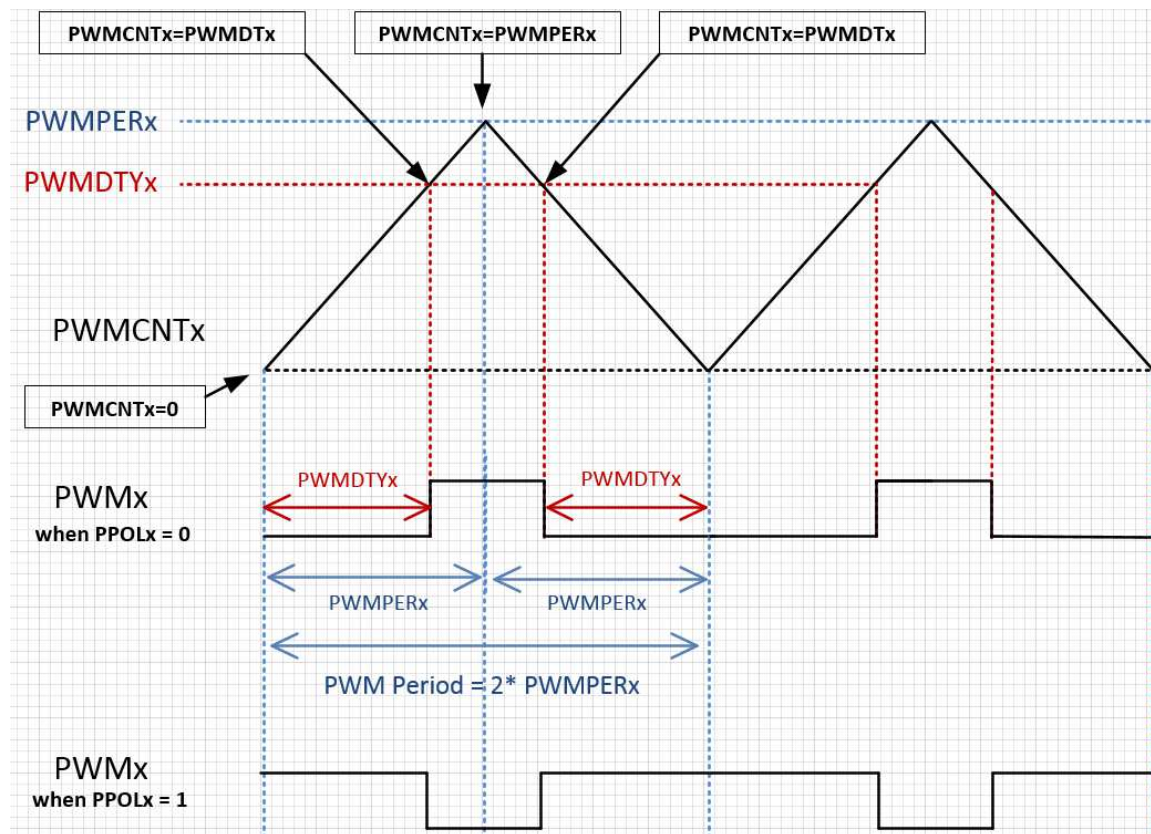 PWMCNTx=PWMDTx
PWMCNTx=PWMPERx
PWMCNTx=PWMDTx
PWMPERx
PWMDTYx
PWMCNTx
PWMCNTx=0
PWMDTYx
PWMDTYx
PWMx
when PPOLx = 0
PWMPERx
PWMPERx
PWM Period = 2* PWMPERx
PWMx
when PPOLx = 1